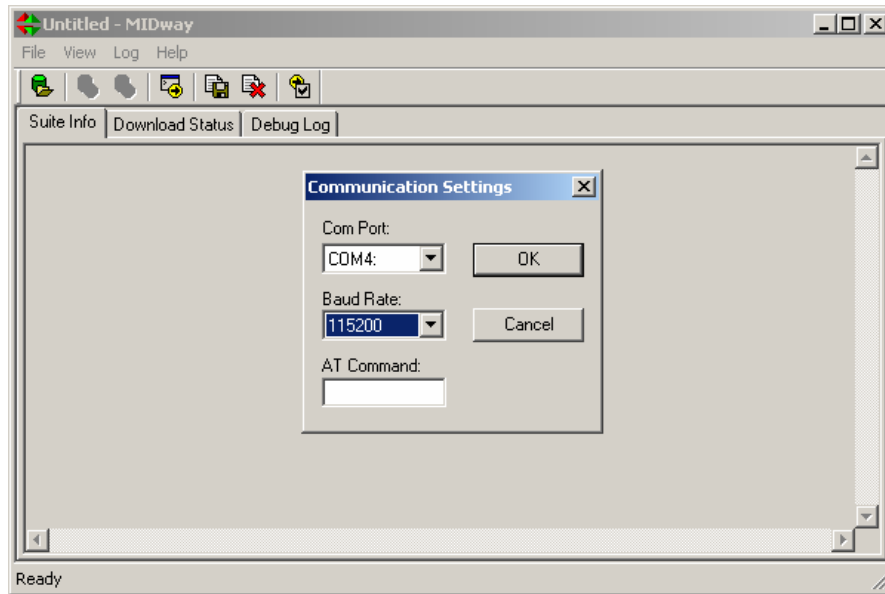 Untitled - MIDway
File View Log Help
Suite Info Download Status Debug Log
Communication Settings
Com Port:
COM4:
OK
Baud Rate:
115200
Cancel
AT Command:
Ready